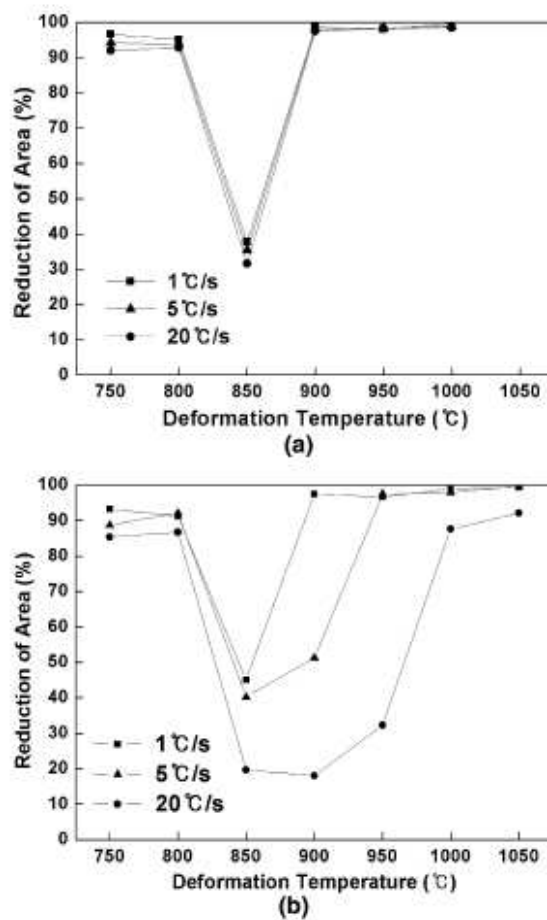 100
90
80
70
60
50
40
30
20
10
0
Reduction of Area (%)
1℃/s
5℃/s
20℃/s
750 800 850 900 950 1000 1050
Deformation Temperature (℃)
(a)
100
90
80
70
60
50
40
30
20
10
0
Reduction of Area (%)
1℃/s
5℃/s
20℃/s
750 800 850 900 950 1000 1050
Deformation Temperature (℃)
(b)